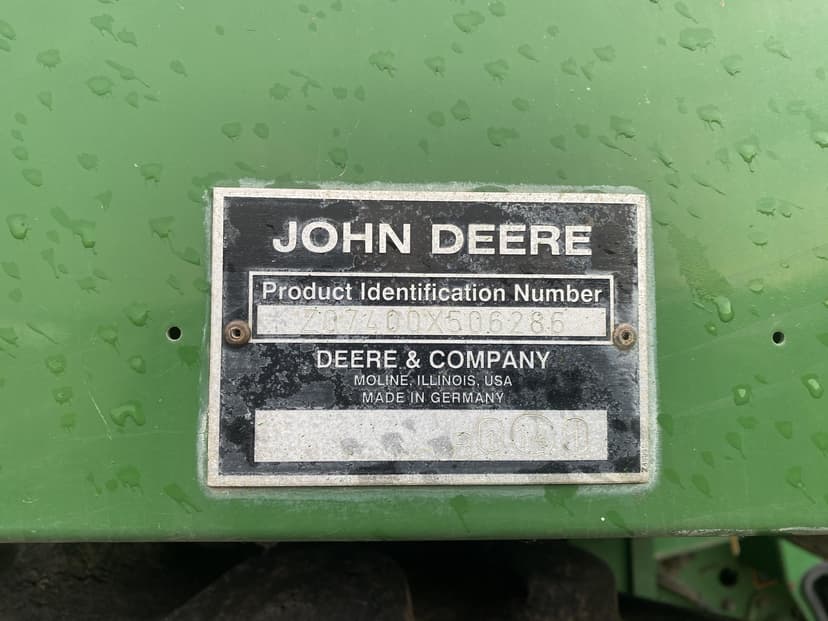 JOHN DEERE
Product Identification Number
Z07400X506286
DEERE & COMPANY
MOLINE, ILLINOIS, USA
MADE IN GERMANY